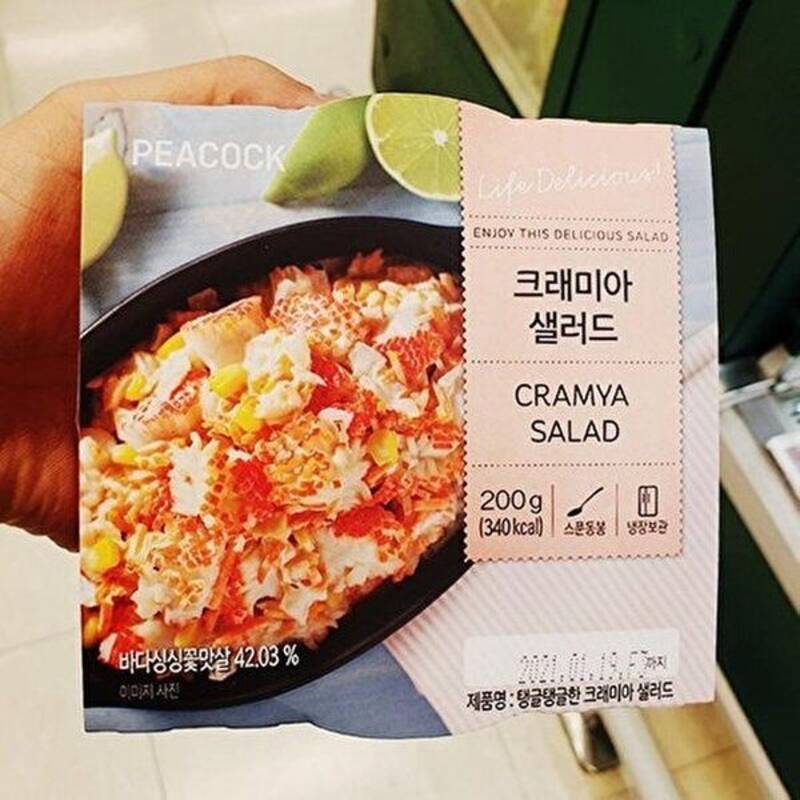 PEACOCK
Life Delicious!
ENJOY THIS DELICIOUS SALAD
크래미아
샐러드
CRAMYA
SALAD
200g
(340kcal)
스푼동봉
냉장보관
바다싱싱꽃맛살 42.03 %
이미지 사진
2021.01.19 까지
제품명 : 탱글탱글한 크래미아 샐러드